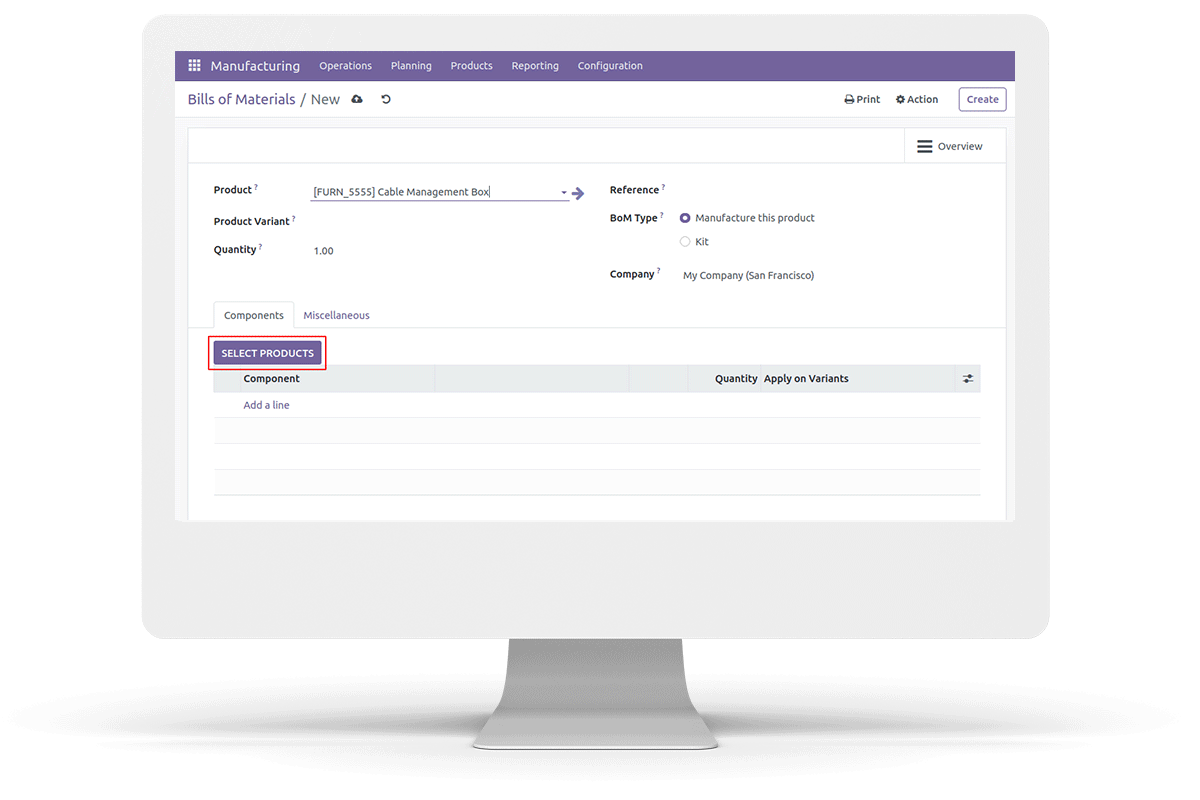 Manufacturing Operations Planning Products Reporting Configuration
Bills of Materials / New Print Action Create
Overview
Product ? [FURN_5555] Cable Management Box
Product Variant ?
Quantity ? 1.00
Reference ?
BoM Type ? Manufacture this product
Kit
Company ? My Company (San Francisco)
Components Miscellaneous
SELECT PRODUCTS
Component Quantity Apply on Variants
Add a line